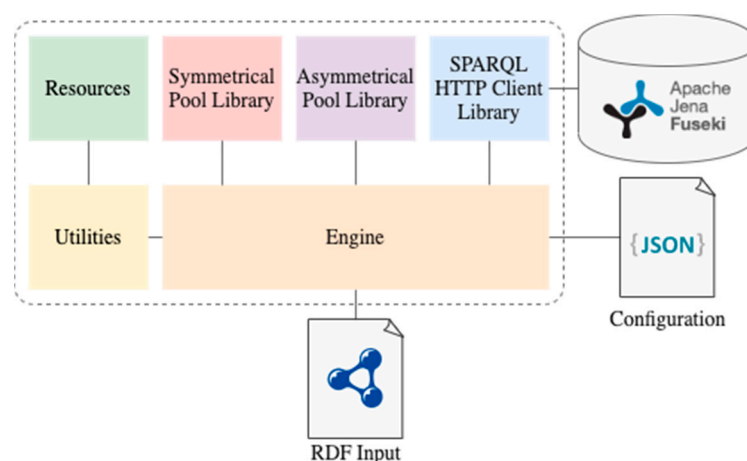 Resources
Symmetrical
Pool Library
Asymmetrical
Pool Library
SPARQL
HTTP Client
Library
Apache
Jena
Fuseki
Utilities
Engine
{JSON}
Configuration
RDF Input